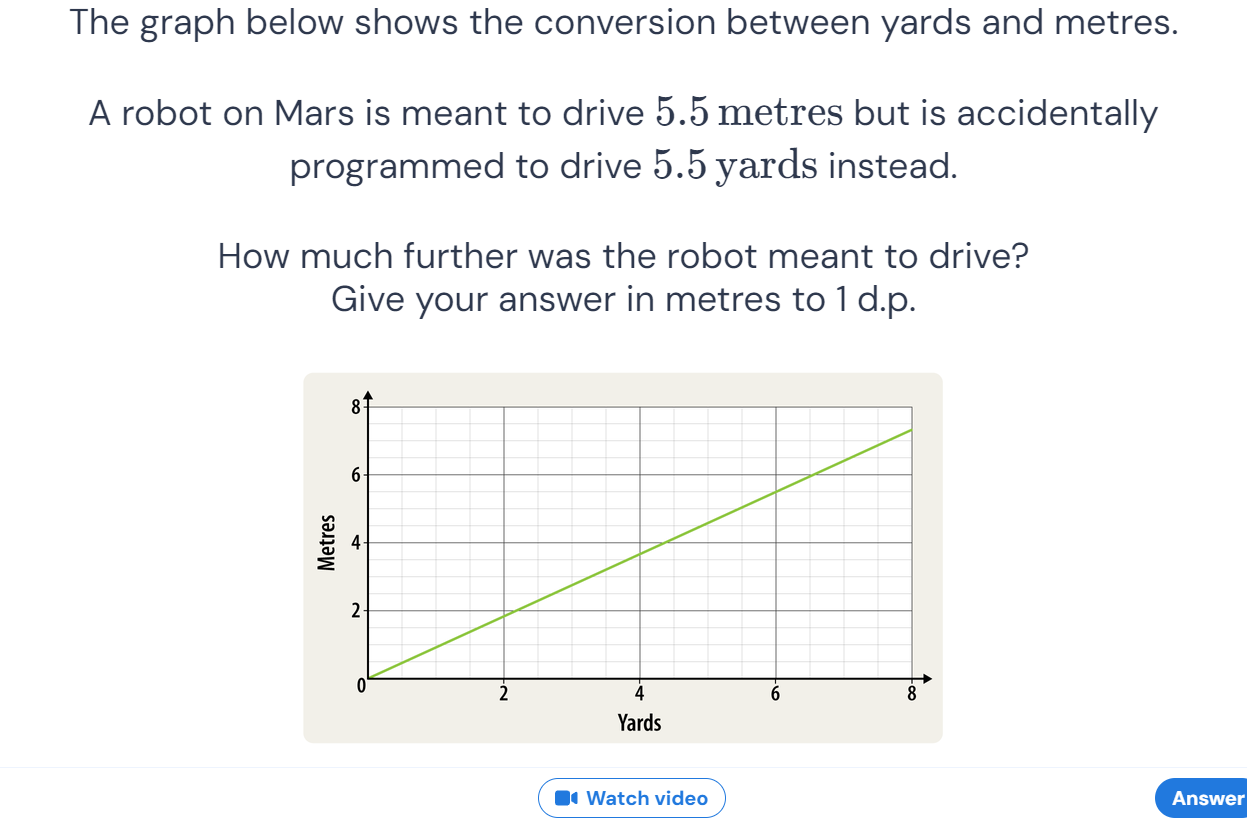 The graph below shows the conversion between yards and metres.
A robot on Mars is meant to drive 5.5 metres but is accidentally
programmed to drive 5.5 yards instead.
How much further was the robot meant to drive?
Give your answer in metres to 1 d.p.
8
6
4
2
0
2 4 6 8
Metres
Yards
Watch video
Answer